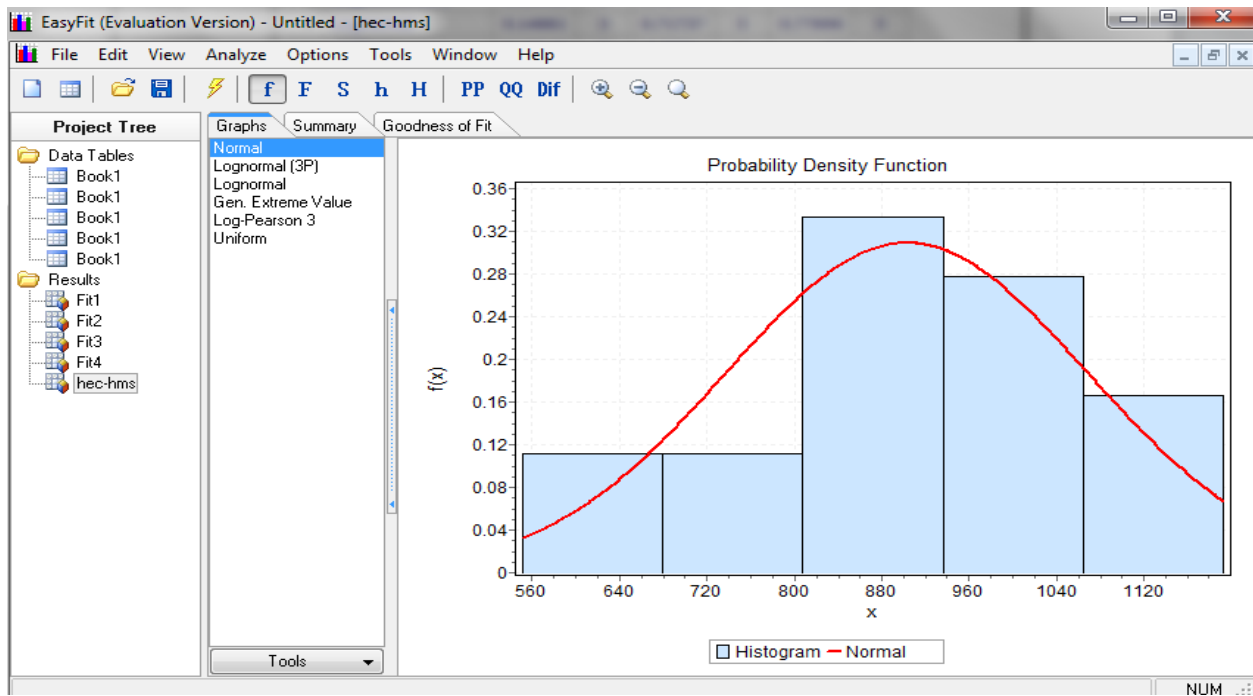 EasyFit (Evaluation Version) - Untitled - [hec-hms]
File Edit View Analyze Options Tools Window Help
f F S h H PP QQ Dif
Project Tree
Data Tables
Book1
Book1
Book1
Book1
Book1
Results
Fit1
Fit2
Fit3
Fit4
hec-hms
Graphs Summary Goodness of Fit
Normal
Lognormal (3P)
Lognormal
Gen. Extreme Value
Log-Pearson 3
Uniform
Tools
Probability Density Function
f(x)
0.36
0.32
0.28
0.24
0.2
0.16
0.12
0.08
0.04
0
560 640 720 800 880 960 1040 1120
x
Histogram Normal
NUM